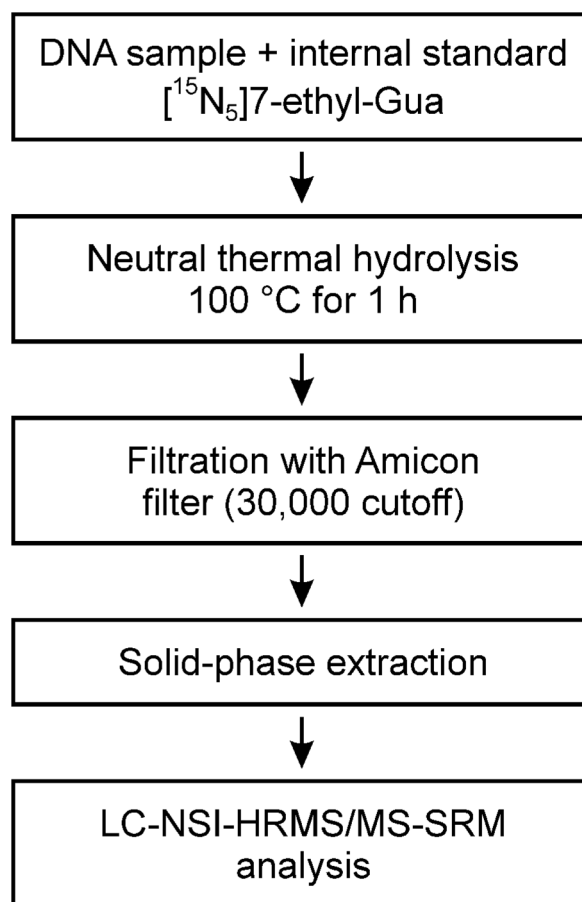 DNA sample + internal standard
[¹⁵N₅]7-ethyl-Gua
Neutral thermal hydrolysis
100 °C for 1 h
Filtration with Amicon
filter (30,000 cutoff)
Solid-phase extraction
LC-NSI-HRMS/MS-SRM
analysis